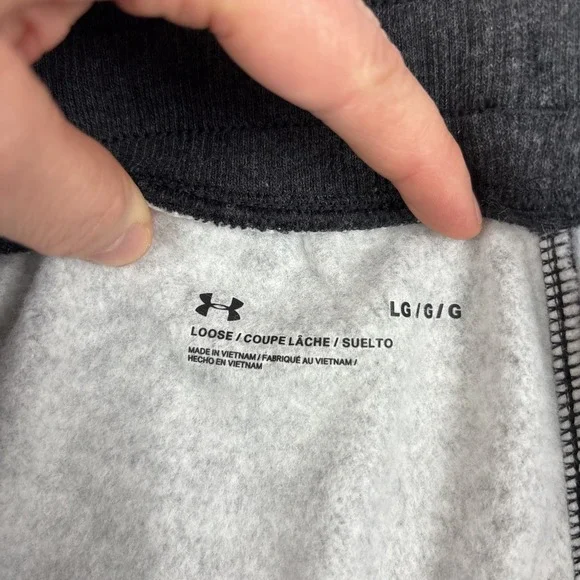 LG/G/G
LOOSE / COUPE LÂCHE / SUELTO
MADE IN VIETNAM / FABRIQUÉ AU VIETNAM /
HECHO EN VIETNAM